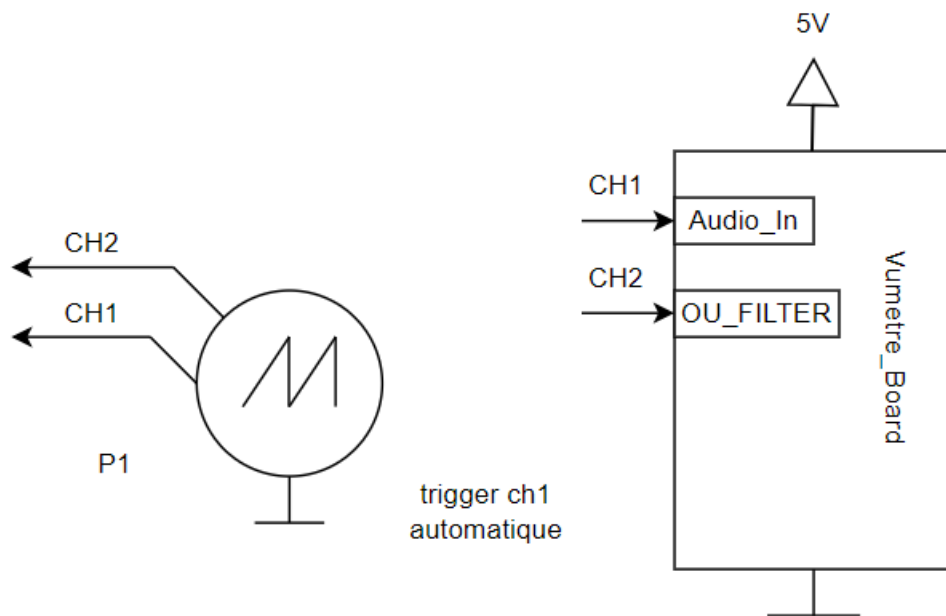 5V
CH1
Audio_In
CH2
CH2
OU_FILTER
CH1
Vumetre_Board
P1
trigger ch1
automatique